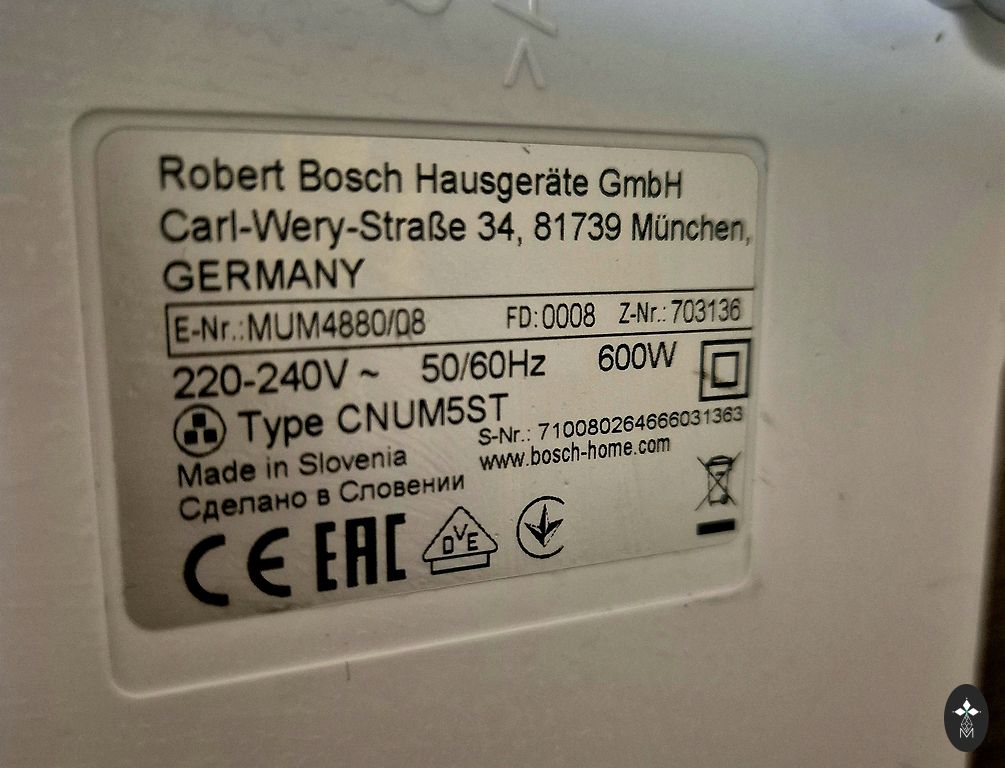 Robert Bosch Hausgeräte GmbH
Carl-Wery-Straße 34, 81739 München,
GERMANY
E-Nr.:MUM4880/08 FD:0008 Z-Nr.:703136
220-240V ~ 50/60Hz 600W
Type CNUM5ST
S-Nr.: 710080264666031363
Made in Slovenia
www.bosch-home.com
Сделано в Словении
CE EAC DVE
M